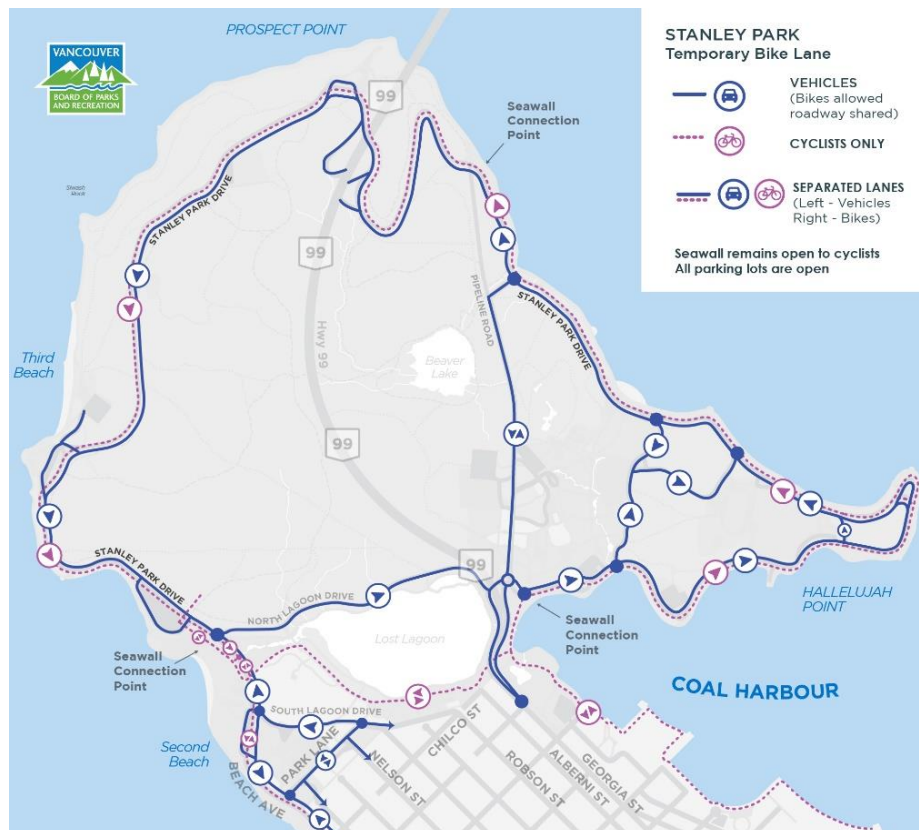 PROSPECT POINT
VANCOUVER
BOARD OF PARKS
AND RECREATION
STANLEY PARK
Temporary Bike Lane
VEHICLES
(Bikes allowed
roadway shared)
CYCLISTS ONLY
SEPARATED LANES
(Left - Vehicles
Right - Bikes)
Seawall remains open to cyclists
All parking lots are open
99
Seawall
Connection
Point
STANLEY PARK DRIVE
99
Hwy 99
PIPELINE ROAD
STANLEY PARK DRIVE
Third
Beach
Beaver
Lake
99
STANLEY PARK DRIVE
99
NORTH LAGOON DRIVE
HALLELUJAH
POINT
Seawall
Connection
Point
Lost Lagoon
Seawall
Connection
Point
COAL HARBOUR
SOUTH LAGOON DRIVE
Second
Beach
PARK LANE
BEACH AVE
NELSON ST
CHILCO ST
ROBSON ST
ALBERNI ST
GEORGIA ST